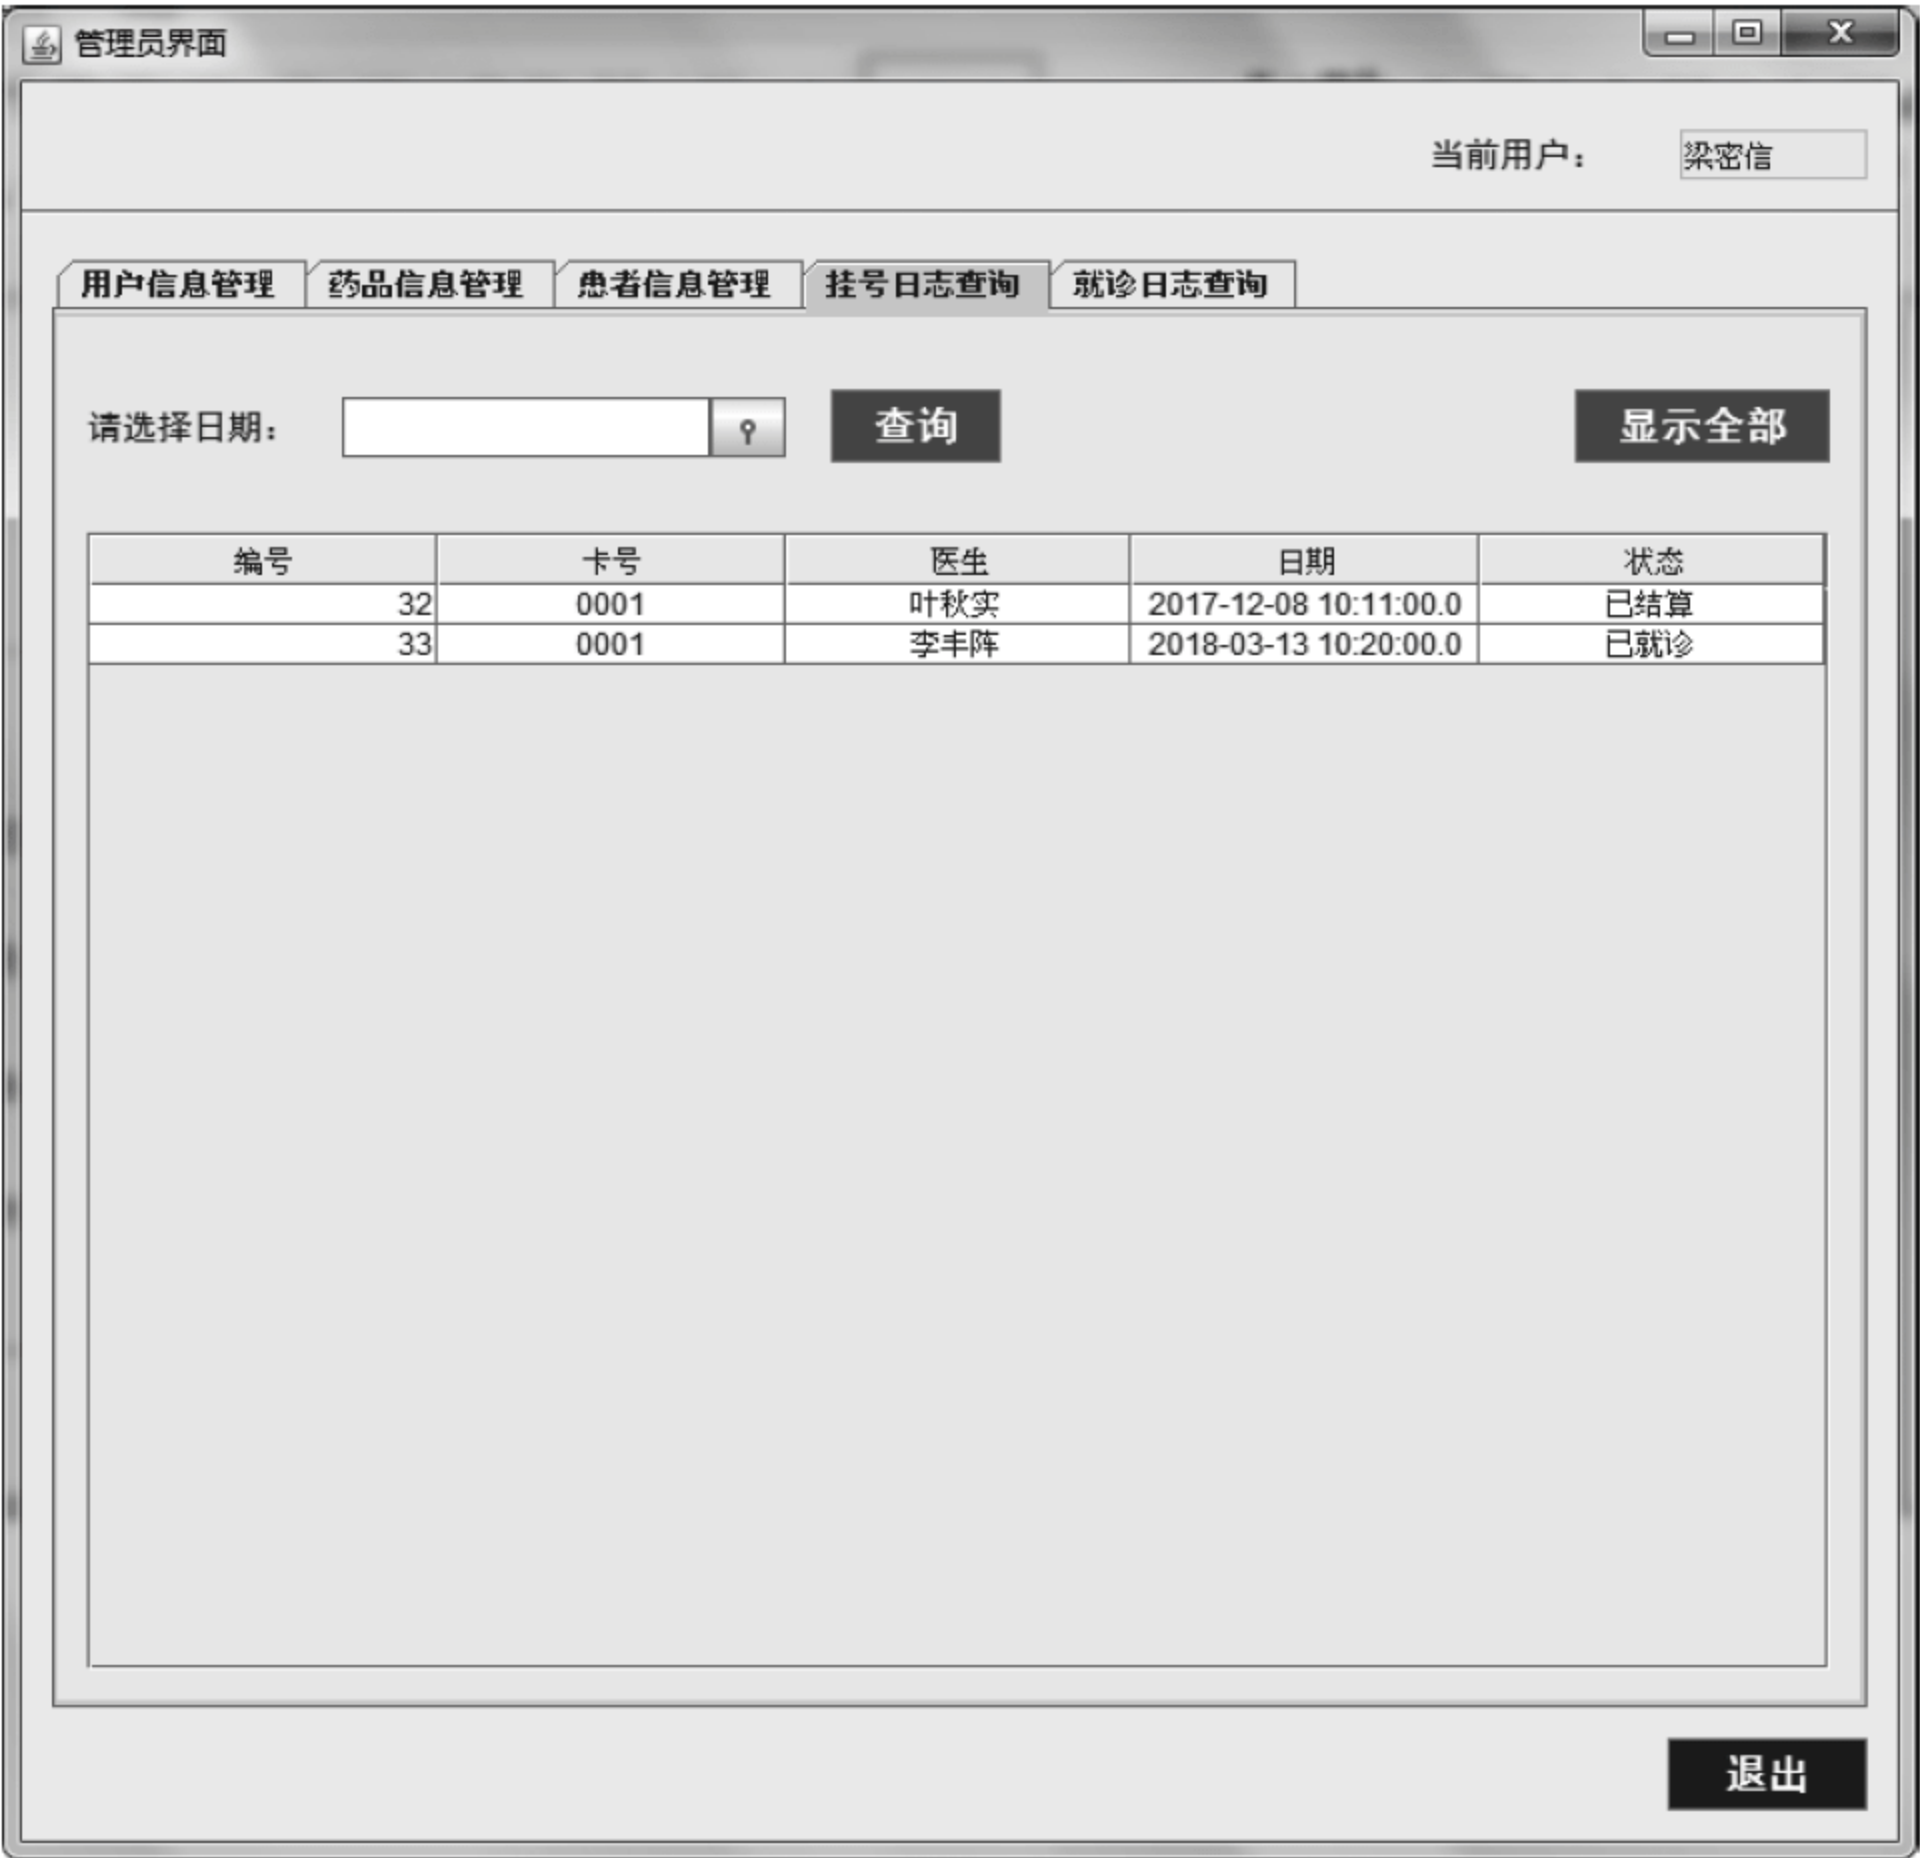 管理员界面
当前用户： 梁密信
用户信息管理 药品信息管理 患者信息管理 挂号日志查询 就诊日志查询
请选择日期： 查询 显示全部
编号 卡号 医生 日期 状态
32 0001 叶秋实 2017-12-08 10:11:00.0 已结算
33 0001 李丰阵 2018-03-13 10:20:00.0 已就诊
退出